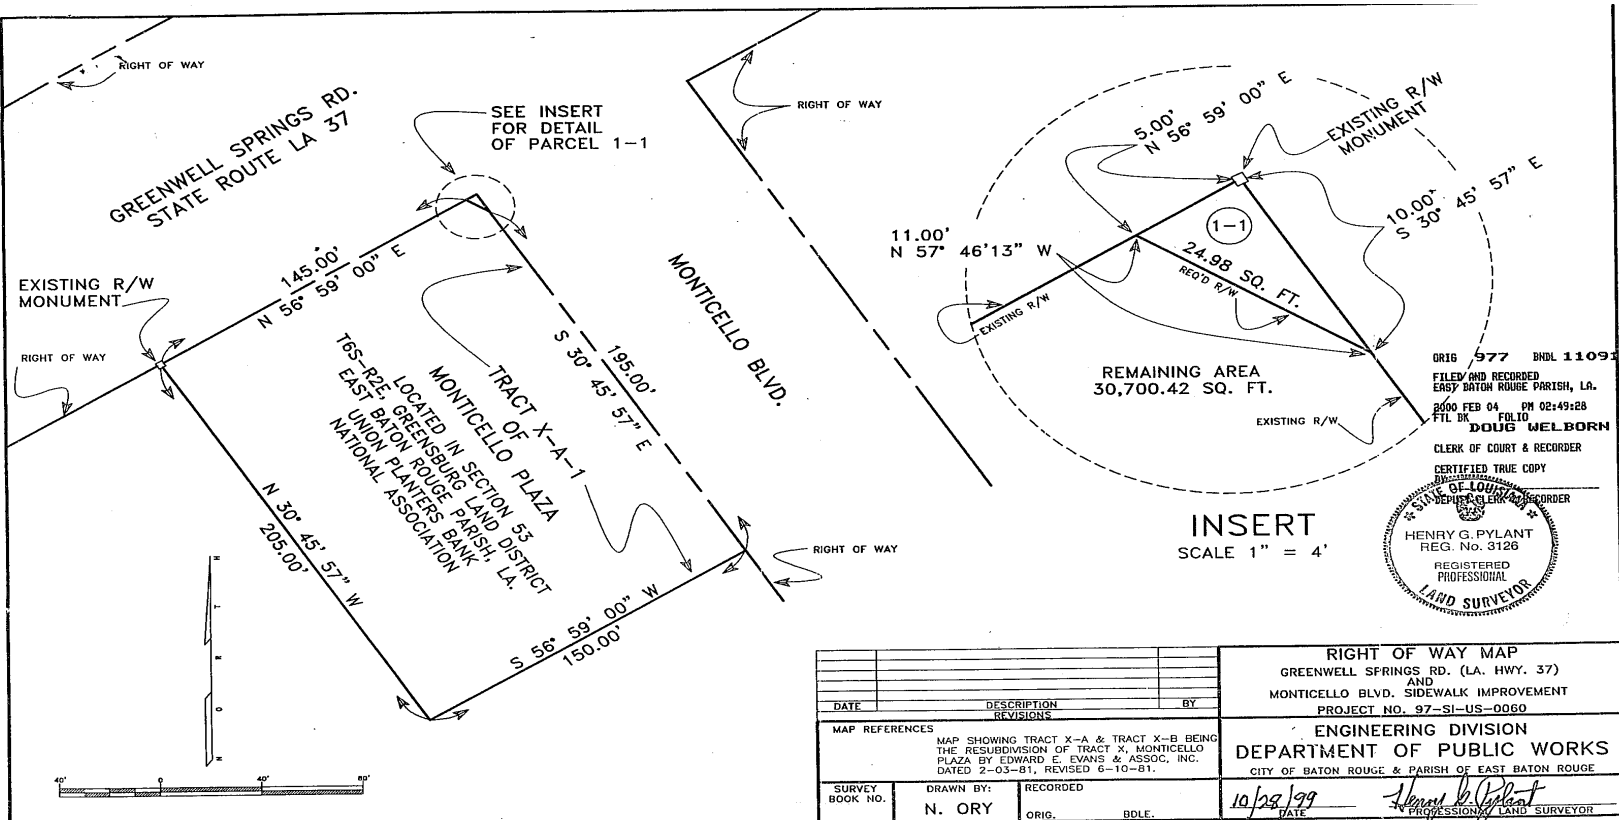 RIGHT OF WAY
GREENWELL SPRINGS RD.
STATE ROUTE LA 37
SEE INSERT
FOR DETAIL
OF PARCEL 1-1
RIGHT OF WAY
EXISTING R/W
MONUMENT
145.00'
N 56° 59' 00" E
RIGHT OF WAY
MONTICELLO BLVD.
195.00'
S 30° 45' 57" E
TRACT X-A-1
OF
MONTICELLO PLAZA
LOCATED IN SECTION 53
T6S-R2E, GREENSBURG LAND DISTRICT
EAST BATON ROUGE PARISH, LA.
UNION PLANTERS BANK
NATIONAL ASSOCIATION
N 30° 45' 57" W
205.00'
S 56° 59' 00" W
150.00'
RIGHT OF WAY
N O R T H
40' 0 40' 80'
5.00'
N 56° 59' 00" E
EXISTING R/W
MONUMENT
10.00'
S 30° 45' 57" E
11.00'
N 57° 46'13" W
1-1
24.98 SQ. FT.
REQ'D R/W
EXISTING R/W
REMAINING AREA
30,700.42 SQ. FT.
EXISTING R/W
INSERT
SCALE 1" = 4'
ORIG 977 BNDL 11091
FILED AND RECORDED
EAST BATON ROUGE PARISH, LA.
2000 FEB 04 PM 02:49:28
FTL BK FOLIO
DOUG WELBORN
CLERK OF COURT & RECORDER
CERTIFIED TRUE COPY
BY
DEPUTY CLERK & RECORDER
STATE OF LOUISIANA
HENRY G. PYLANT
REG. No. 3126
REGISTERED
PROFESSIONAL
LAND SURVEYOR
DATE DESCRIPTION BY
REVISIONS
MAP REFERENCES
MAP SHOWING TRACT X-A & TRACT X-B BEING
THE RESUBDIVISION OF TRACT X, MONTICELLO
PLAZA BY EDWARD E. EVANS & ASSOC, INC.
DATED 2-03-81, REVISED 6-10-81.
SURVEY
BOOK NO.
DRAWN BY:
N. ORY
RECORDED
ORIG. BDLE.
RIGHT OF WAY MAP
GREENWELL SPRINGS RD. (LA. HWY. 37)
AND
MONTICELLO BLVD. SIDEWALK IMPROVEMENT
PROJECT NO. 97-SI-US-0060
ENGINEERING DIVISION
DEPARTMENT OF PUBLIC WORKS
CITY OF BATON ROUGE & PARISH OF EAST BATON ROUGE
10/28/99 Henry G. Pylant
DATE PROFESSIONAL LAND SURVEYOR